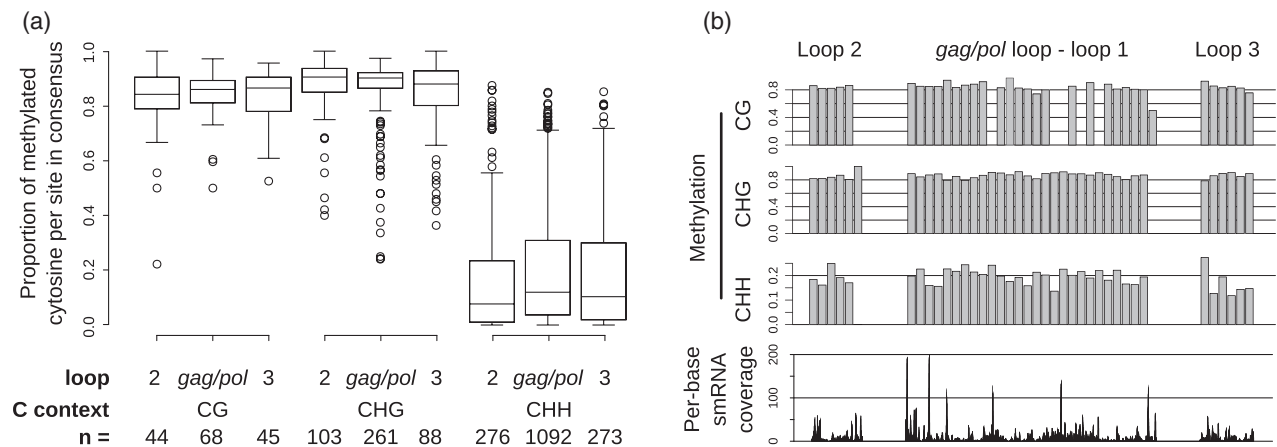 (a)
Proportion of methylated
cytosine per site in consensus
1.0
0.8
0.6
0.4
0.2
0.0
loop 2 gag/pol 3 2 gag/pol 3 2 gag/pol 3
C context CG CHG CHH
n = 44 68 45 103 261 88 276 1092 273
(b)
Loop 2 gag/pol loop - loop 1 Loop 3
Methylation
CG
0.8
0.4
0.0
CHG
0.8
0.4
0.0
CHH
0.2
0.1
0.0
Per-base
smRNA
coverage
200
100
0